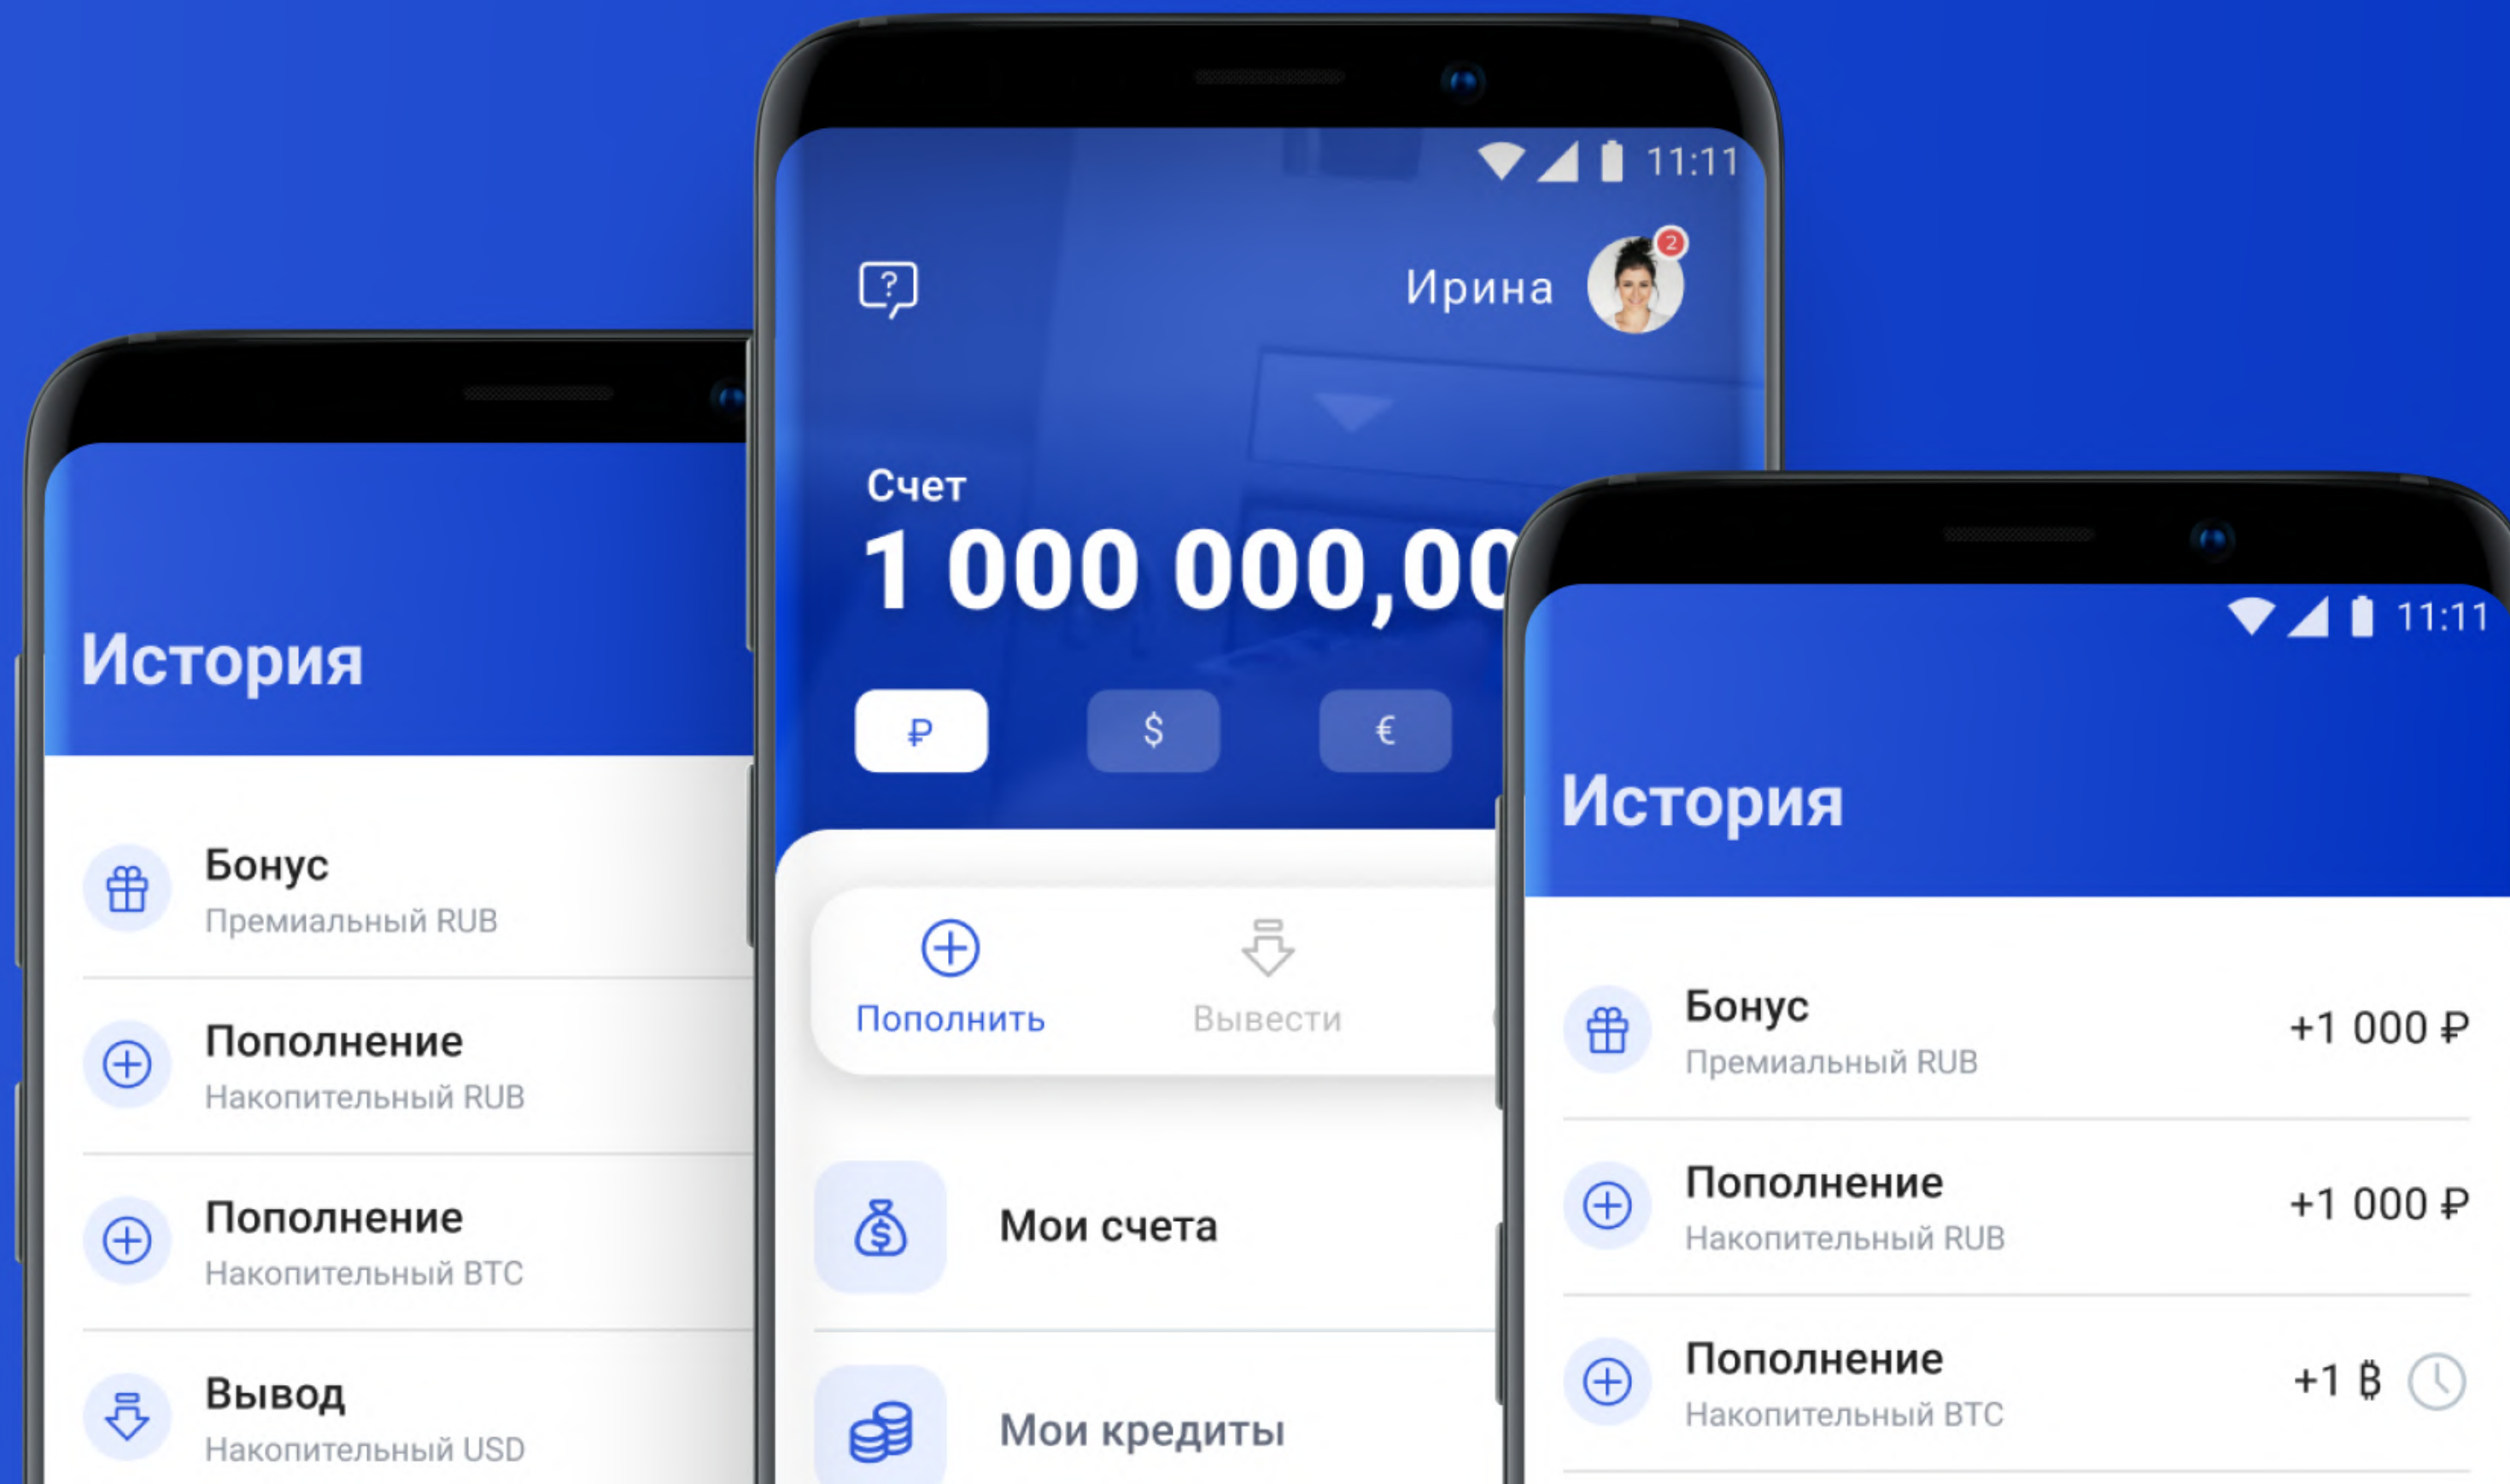 История
Бонус
Премиальный RUB
Пополнение
Накопительный RUB
Пополнение
Накопительный BTC
Вывод
Накопительный USD
11:11
?
Ирина
2
Счет
1 000 000,00
₽
$
€
Пополнить
Вывести
$
Мои счета
Мои кредиты
11:11
История
Бонус
+1 000 ₽
Премиальный RUB
Пополнение
+1 000 ₽
Накопительный RUB
Пополнение
+1 ₿
Накопительный BTC